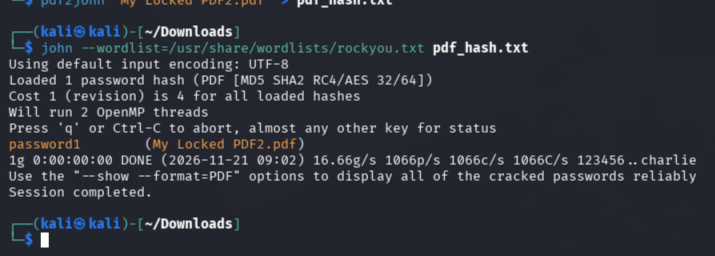 └─$ pdf2john "My Locked PDF2.pdf" > pdf_hash.txt
┌──(kali㉿kali)-[~/Downloads]
└─$ john --wordlist=/usr/share/wordlists/rockyou.txt pdf_hash.txt
Using default input encoding: UTF-8
Loaded 1 password hash (PDF [MD5 SHA2 RC4/AES 32/64])
Cost 1 (revision) is 4 for all loaded hashes
Will run 2 OpenMP threads
Press 'q' or Ctrl-C to abort, almost any other key for status
password1        (My Locked PDF2.pdf)
1g 0:00:00:00 DONE (2026-11-21 09:02) 16.66g/s 1066p/s 1066c/s 1066C/s 123456..charlie
Use the "--show --format=PDF" options to display all of the cracked passwords reliably
Session completed.
┌──(kali㉿kali)-[~/Downloads]
└─$